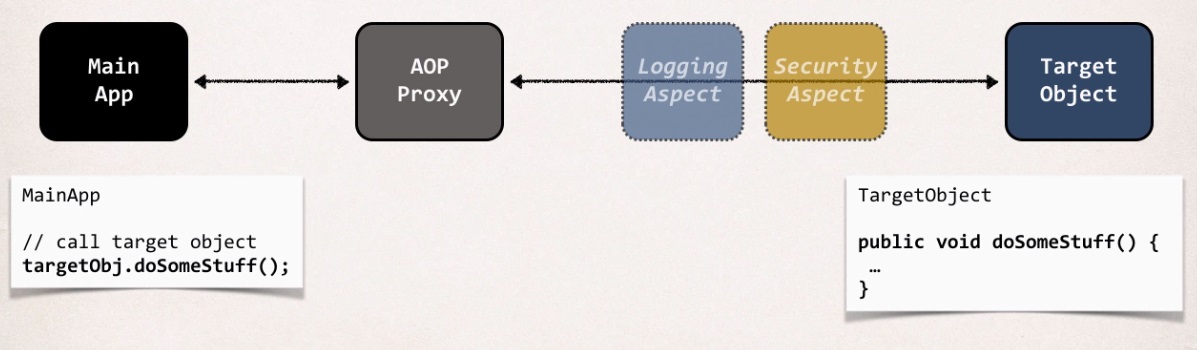 Main
App
AOP
Proxy
Logging
Aspect
Security
Aspect
Target
Object
MainApp
// call target object
targetObj.doSomeStuff();
TargetObject
public void doSomeStuff() {
…
}